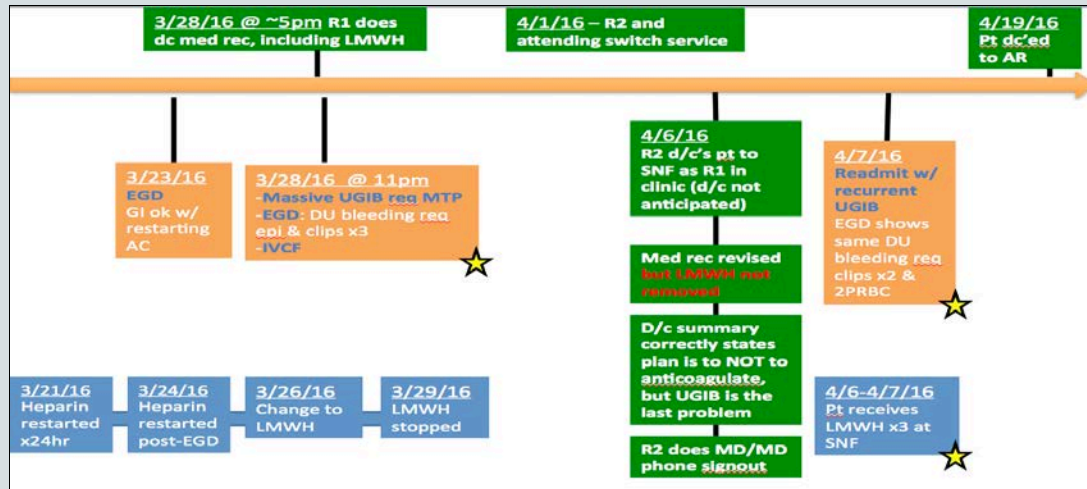 3/28/16 @ ~5pm R1 does
dc med rec, including LMWH
4/1/16 – R2 and
attending switch service
4/19/16
Pt dc'ed
to AR
3/23/16
EGD
GI ok w/
restarting
AC
3/28/16 @ 11pm
-Massive UGIB req MTP
-EGD: DU bleeding req
epi & clips x3
-IVCF
4/6/16
R2 d/c's pt to
SNF as R1 in
clinic (d/c not
anticipated)
4/7/16
Readmit w/
recurrent
UGIB
EGD shows
same DU
bleeding req
clips x2 &
2PRBC
Med rec revised
but LMWH not
removed
D/c summary
correctly states
plan is to NOT to
anticoagulate,
but UGIB is the
last problem
R2 does MD/MD
phone signout
3/21/16
Heparin
restarted
x24hr
3/24/16
Heparin
restarted
post-EGD
3/26/16
Change to
LMWH
3/29/16
LMWH
stopped
4/6-4/7/16
Pt receives
LMWH x3 at
SNF